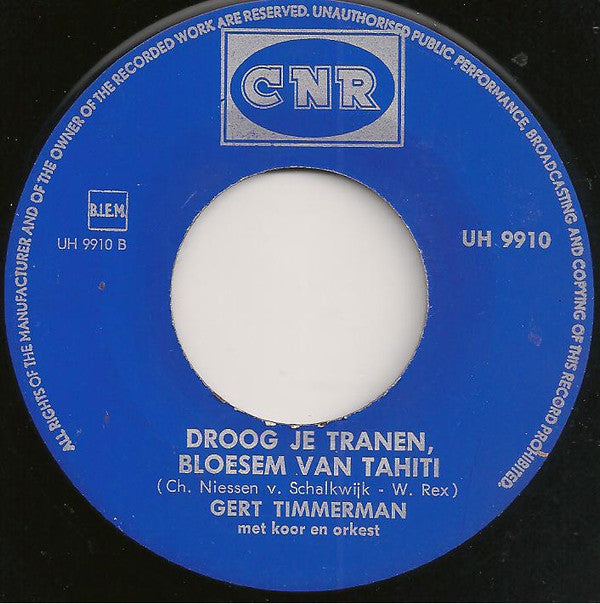 ALL RIGHTS OF THE MANUFACTURER AND OF THE OWNER OF THE RECORDED WORK ARE RESERVED. UNAUTHORISED PUBLIC PERFORMANCE, BROADCASTING AND COPYING OF THIS RECORD PROHIBITED.
CNR
B.I.E.M.
UH 9910 B
UH 9910
DROOG JE TRANEN,
BLOESEM VAN TAHITI
(Ch. Niessen v. Schalkwijk - W. Rex)
GERT TIMMERMAN
met koor en orkest